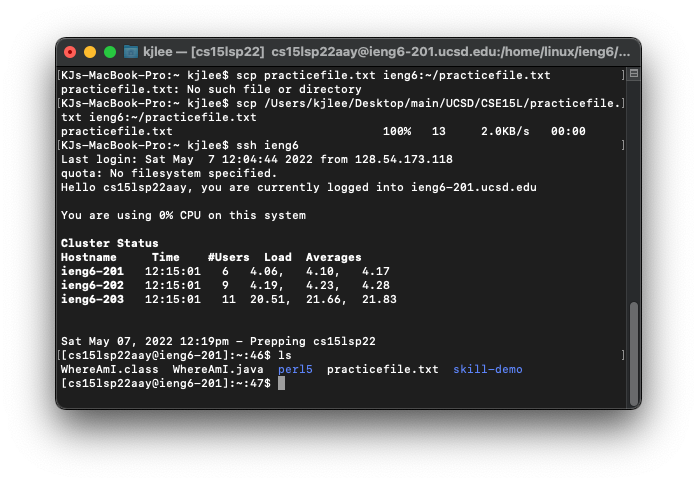 kjlee — [cs15lsp22] cs15lsp22aay@ieng6-201.ucsd.edu:/home/linux/ieng6/...
[KJs-MacBook-Pro:~ kjlee$ scp practicefile.txt ieng6:~/practicefile.txt ]
practicefile.txt: No such file or directory
[KJs-MacBook-Pro:~ kjlee$ scp /Users/kjlee/Desktop/main/UCSD/CSE15L/practicefile.]
txt ieng6:~/practicefile.txt
practicefile.txt 100% 13 2.0KB/s 00:00
[KJs-MacBook-Pro:~ kjlee$ ssh ieng6 ]
Last login: Sat May  7 12:04:44 2022 from 128.54.173.118
quota: No filesystem specified.
Hello cs15lsp22aay, you are currently logged into ieng6-201.ucsd.edu
You are using 0% CPU on this system
Cluster Status
Hostname Time #Users Load Averages
ieng6-201 12:15:01 6 4.06, 4.10, 4.17
ieng6-202 12:15:01 9 4.19, 4.23, 4.28
ieng6-203 12:15:01 11 20.51, 21.66, 21.83
Sat May 07, 2022 12:19pm - Prepping cs15lsp22
[[cs15lsp22aay@ieng6-201]:~:46$ ls ]
WhereAmI.class WhereAmI.java perl5 practicefile.txt skill-demo
[cs15lsp22aay@ieng6-201]:~:47$